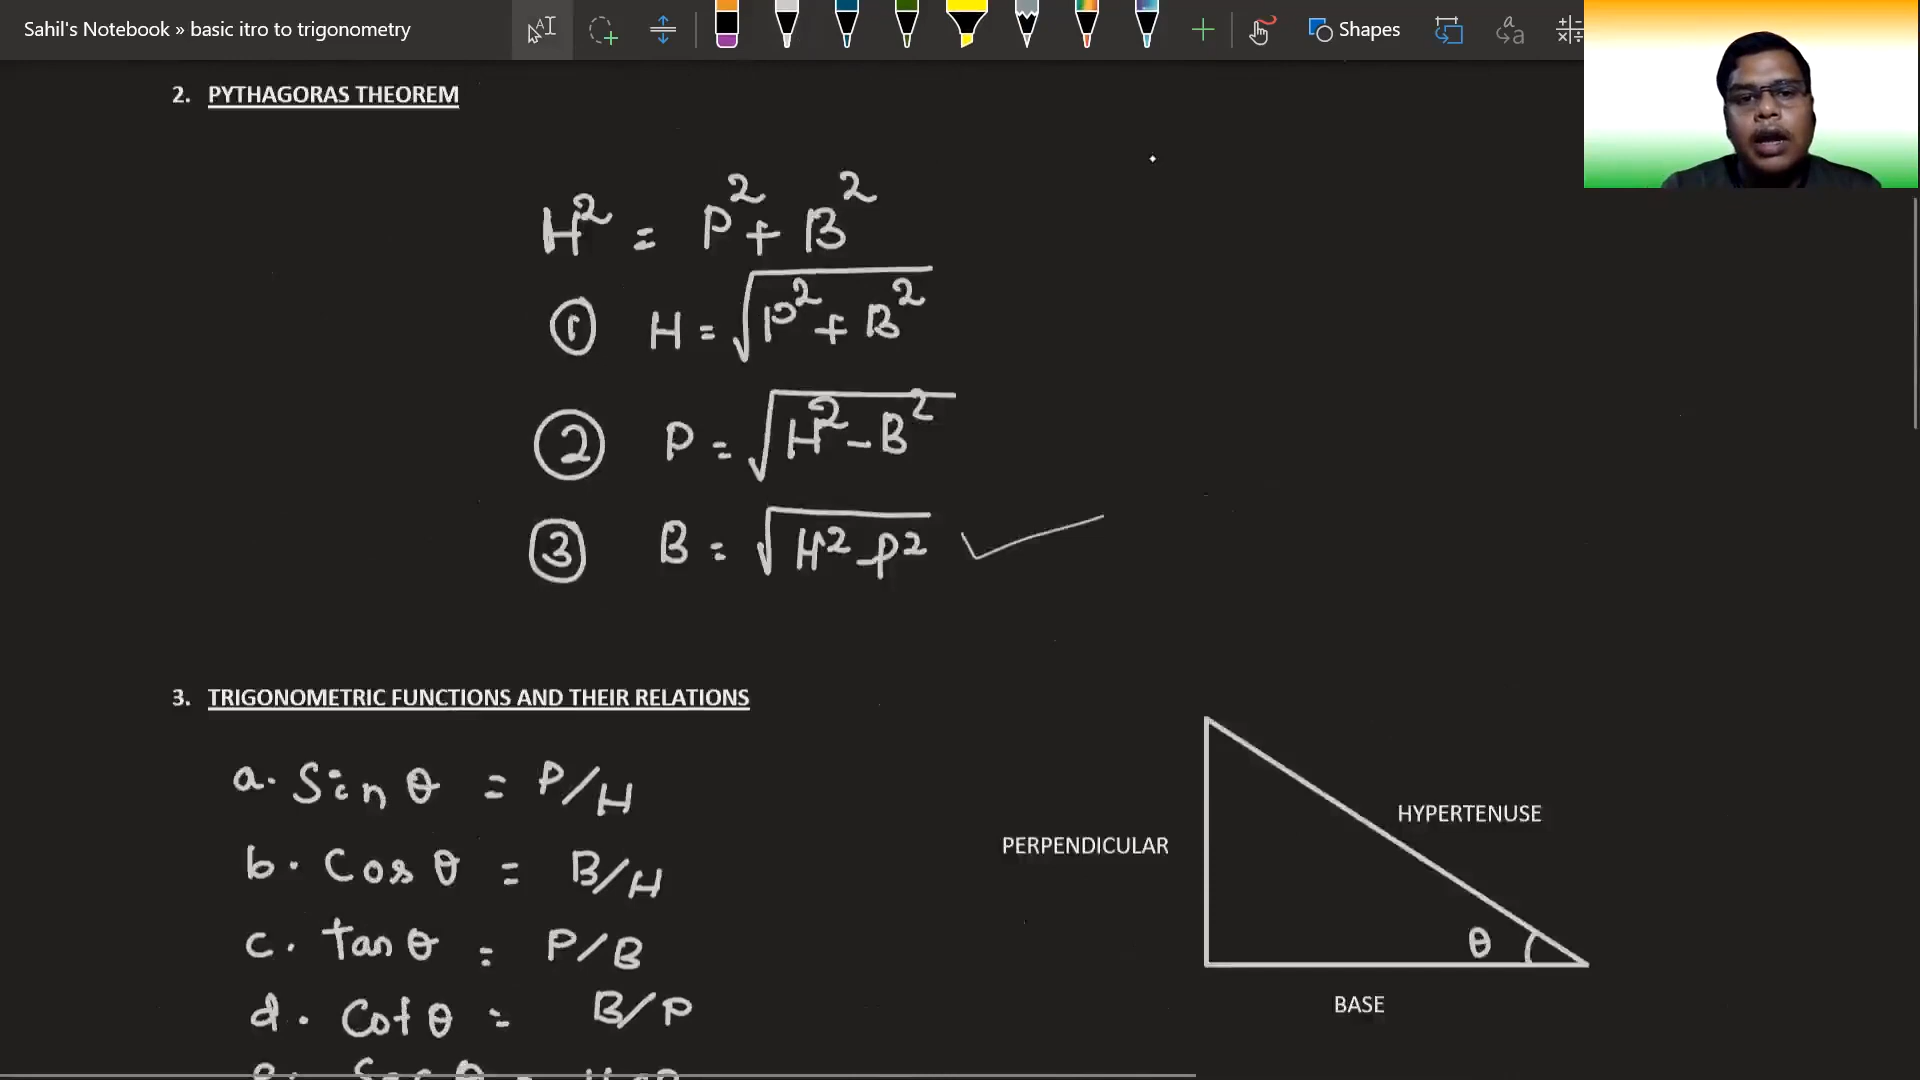 Sahil's Notebook » basic itro to trigonometry
Shapes
2. PYTHAGORAS THEOREM
H² = P² + B²
① H = √P² + B²
② P = √H² - B²
③ B = √H² - P²
3. TRIGONOMETRIC FUNCTIONS AND THEIR RELATIONS
a. Sin θ = P/H
b. Cos θ = B/H
c. tan θ = P/B
d. Cot θ = B/P
PERPENDICULAR
HYPERTENUSE
θ
BASE